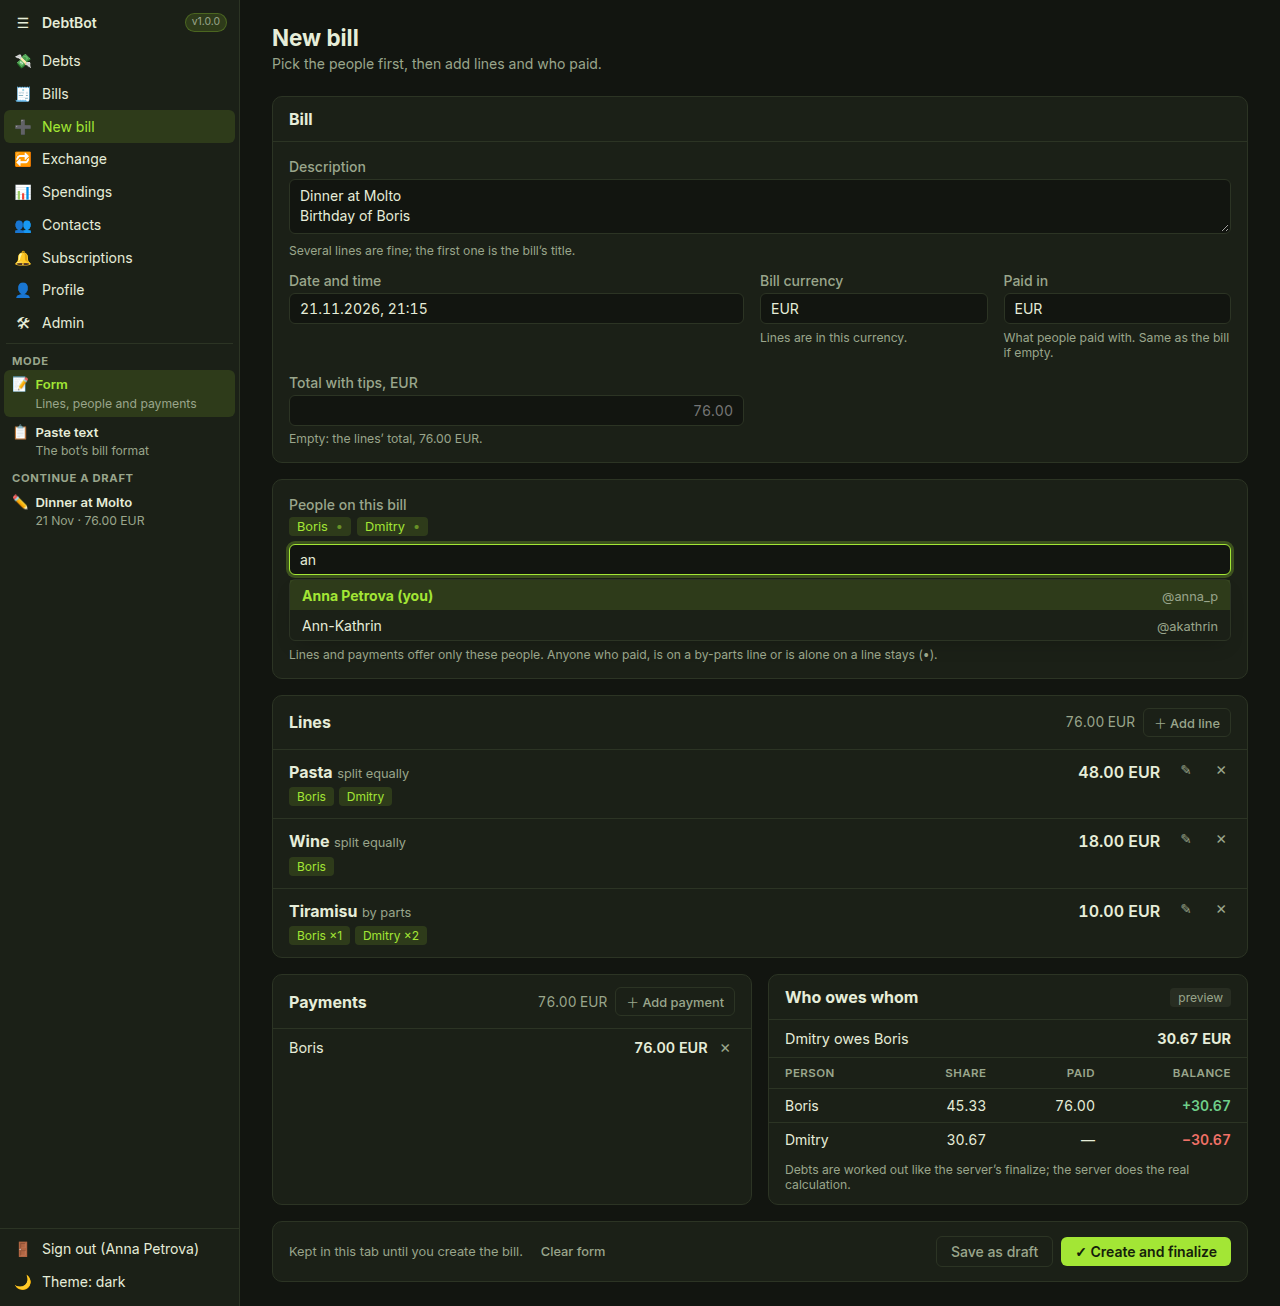 ☰ DebtBot v1.0.0
💸 Debts
🧾 Bills
➕ New bill
🔁 Exchange
📊 Spendings
👥 Contacts
🔔 Subscriptions
👤 Profile
🛠 Admin
MODE
📝 Form
Lines, people and payments
📋 Paste text
The bot’s bill format
CONTINUE A DRAFT
✏️ Dinner at Molto
21 Nov · 76.00 EUR
🚪 Sign out (Anna Petrova)
🌙 Theme: dark
New bill
Pick the people first, then add lines and who paid.
Bill
Description
Dinner at Molto
Birthday of Boris
Several lines are fine; the first one is the bill’s title.
Date and time Bill currency Paid in
21.11.2026, 21:15 EUR EUR
Lines are in this currency. What people paid with. Same as the bill
if empty.
Total with tips, EUR
76.00
Empty: the lines’ total, 76.00 EUR.
People on this bill
Boris • Dmitry •
an
Anna Petrova (you) @anna_p
Ann-Kathrin @akathrin
Lines and payments offer only these people. Anyone who paid, is on a by-parts line or is alone on a line stays (•).
Lines 76.00 EUR ＋ Add line
Pasta split equally 48.00 EUR ✎ ✕
Boris Dmitry
Wine split equally 18.00 EUR ✎ ✕
Boris
Tiramisu by parts 10.00 EUR ✎ ✕
Boris ×1 Dmitry ×2
Payments 76.00 EUR ＋ Add payment
Boris 76.00 EUR ✕
Who owes whom preview
Dmitry owes Boris 30.67 EUR
PERSON SHARE PAID BALANCE
Boris 45.33 76.00 +30.67
Dmitry 30.67 — −30.67
Debts are worked out like the server’s finalize; the server does the real
calculation.
Kept in this tab until you create the bill. Clear form Save as draft ✓ Create and finalize